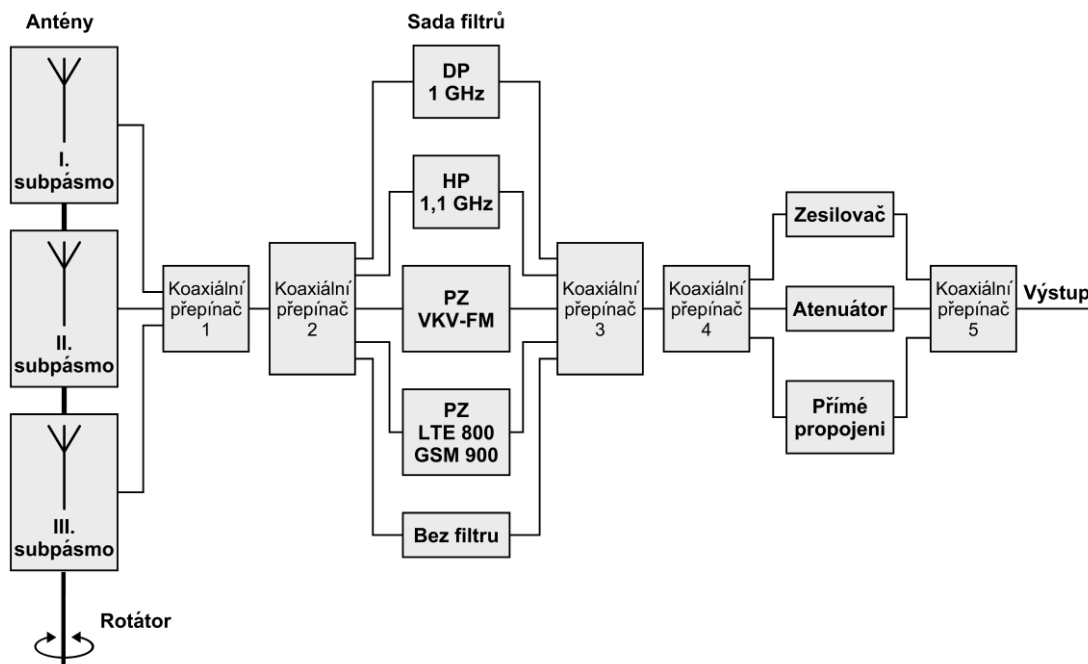 Antény
I.
subpásmo
II.
subpásmo
III.
subpásmo
Rotátor
Koaxiální
přepínač
1
Koaxiální
přepínač
2
Sada filtrů
DP
1 GHz
HP
1,1 GHz
PZ
VKV-FM
PZ
LTE 800
GSM 900
Bez filtru
Koaxiální
přepínač
3
Koaxiální
přepínač
4
Zesilovač
Atenuátor
Přímé
propojeni
Koaxiální
přepínač
5
Výstup